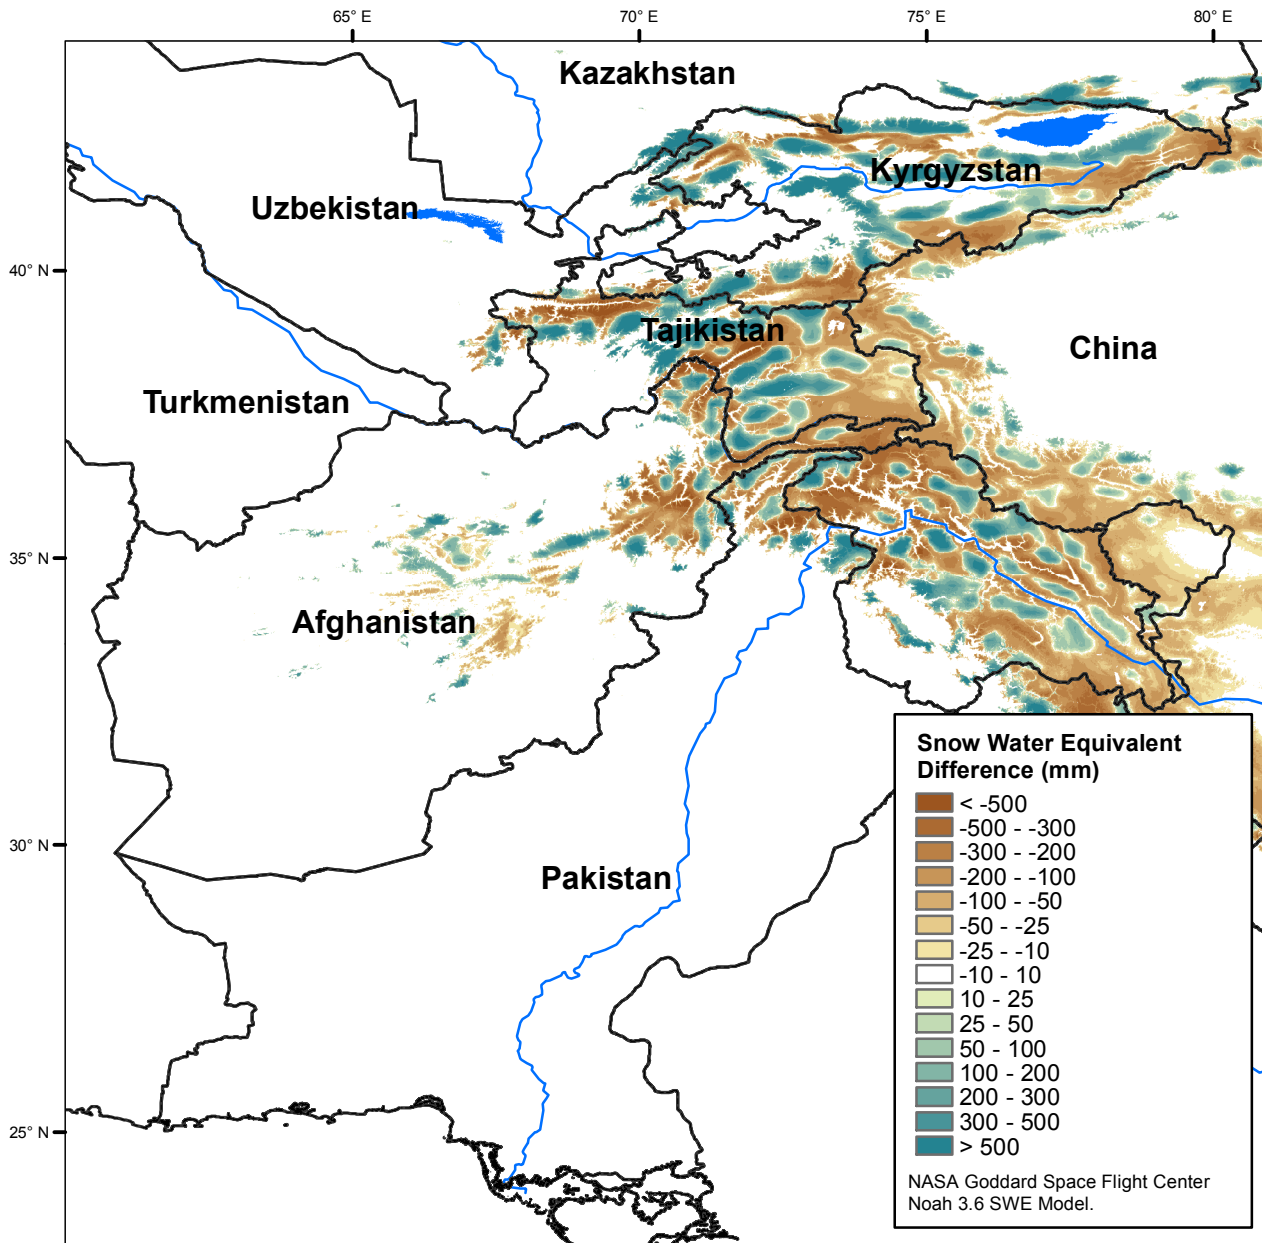 65° E
70° E
75° E
80° E
Kazakhstan
Kyrgyzstan
Uzbekistan
40° N
Tajikistan
China
Turkmenistan
35° N
Afghanistan
Snow Water Equivalent
Difference (mm)
< -500
-500 - -300
-300 - -200
-200 - -100
-100 - -50
-50 - -25
-25 - -10
-10 - 10
10 - 25
25 - 50
50 - 100
100 - 200
200 - 300
300 - 500
> 500
NASA Goddard Space Flight Center
Noah 3.6 SWE Model.
30° N
Pakistan
25° N